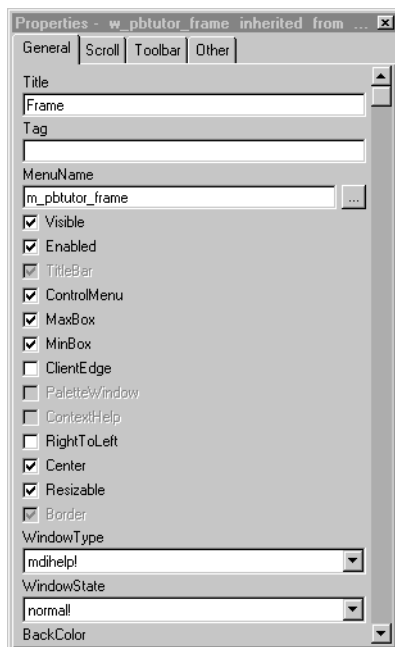 Properties - w_pbtutor_frame inherited from ...
General Scroll Toolbar Other
Title
Frame
Tag
MenuName
m_pbtutor_frame ...
Visible
Enabled
TitleBar
ControlMenu
MaxBox
MinBox
ClientEdge
PaletteWindow
ContextHelp
RightToLeft
Center
Resizable
Border
WindowType
mdihelp!
WindowState
normal!
BackColor